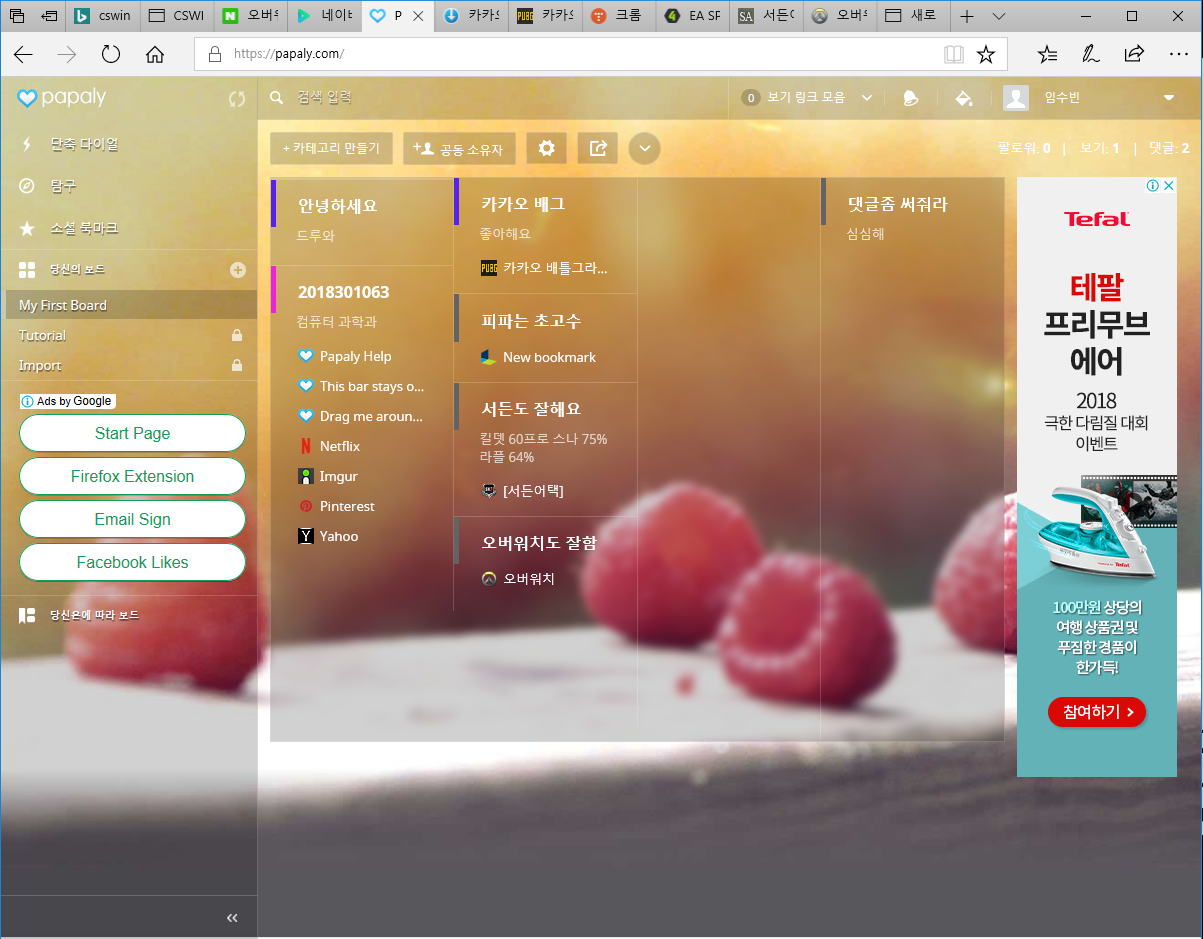 cswin
CSWI
오버
네이버
P
카카오
카카오
크롬
EA SP
서든어
오버
새로
https://papaly.com/
papaly
검색 입력
0 보기 링크 모음
임수빈
단축 다이얼
탐구
소셜 북마크
당신의 보드
My First Board
Tutorial
Import
Ads by Google
Start Page
Firefox Extension
Email Sign
Facebook Likes
당신은에 따라 보드
+ 카테고리 만들기
공동 소유자
팔로워: 0 | 보기: 1 | 댓글: 2
안녕하세요
드루와
2018301063
컴퓨터 과학과
Papaly Help
This bar stays o...
Drag me aroun...
Netflix
Imgur
Pinterest
Yahoo
카카오 배그
좋아해요
카카오 배틀그라...
피파는 초고수
New bookmark
서든도 잘해요
킬뎃 60프로 스나 75%
라플 64%
[서든어택]
오버워치도 잘함
오버워치
댓글좀 써줘라
심심해
Tefal
테팔
프리무브
에어
2018
극한 다림질 대회
이벤트
100만원 상당의
여행 상품권 및
푸짐한 경품이
한가득!
참여하기 >